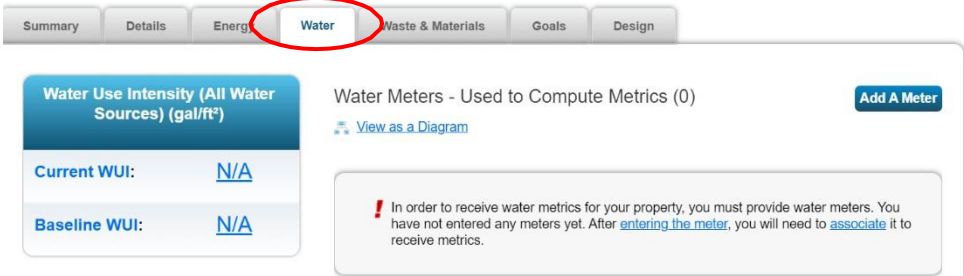 Summary Details Energy Water Waste & Materials Goals Design
Water Use Intensity (All Water
Sources) (gal/ft²)
Current WUI: N/A
Baseline WUI: N/A
Water Meters - Used to Compute Metrics (0)
Add A Meter
View as a Diagram
! In order to receive water metrics for your property, you must provide water meters. You
have not entered any meters yet. After entering the meter, you will need to associate it to
receive metrics.